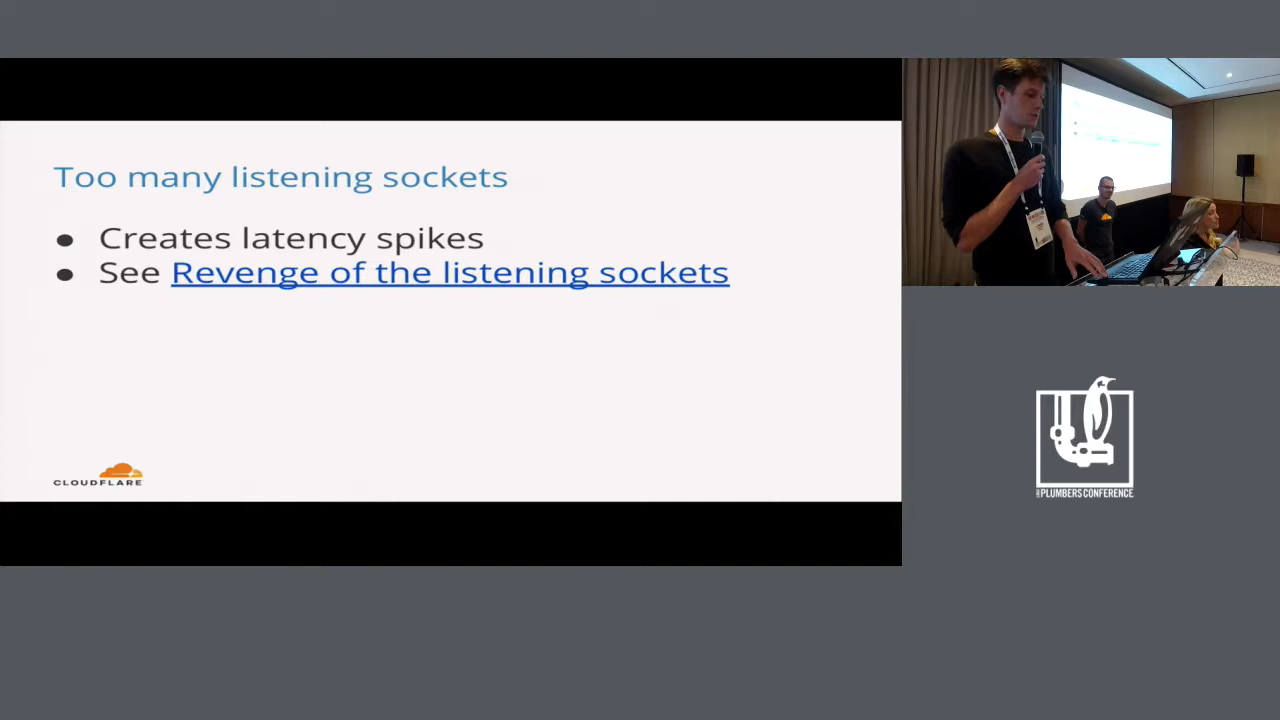 Too many listening sockets
● Creates latency spikes
● See Revenge of the listening sockets
CLOUDFLARE
PLUMBERS CONFERENCE